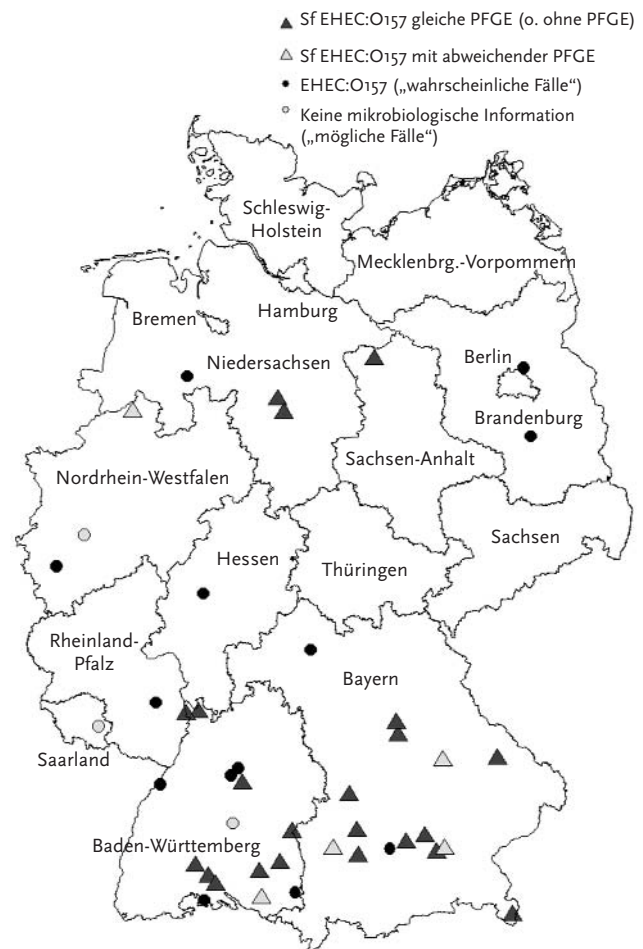 Sf EHEC:O157 gleiche PFGE (o. ohne PFGE)
Sf EHEC:O157 mit abweichender PFGE
EHEC:O157 („wahrscheinliche Fälle“)
Keine mikrobiologische Information
(„mögliche Fälle“)
Schleswig-
Holstein
Mecklenbrg.-Vorpommern
Hamburg
Bremen
Niedersachsen
Berlin
Brandenburg
Sachsen-Anhalt
Nordrhein-Westfalen
Sachsen
Hessen
Thüringen
Rheinland-
Pfalz
Bayern
Saarland
Baden-Württemberg